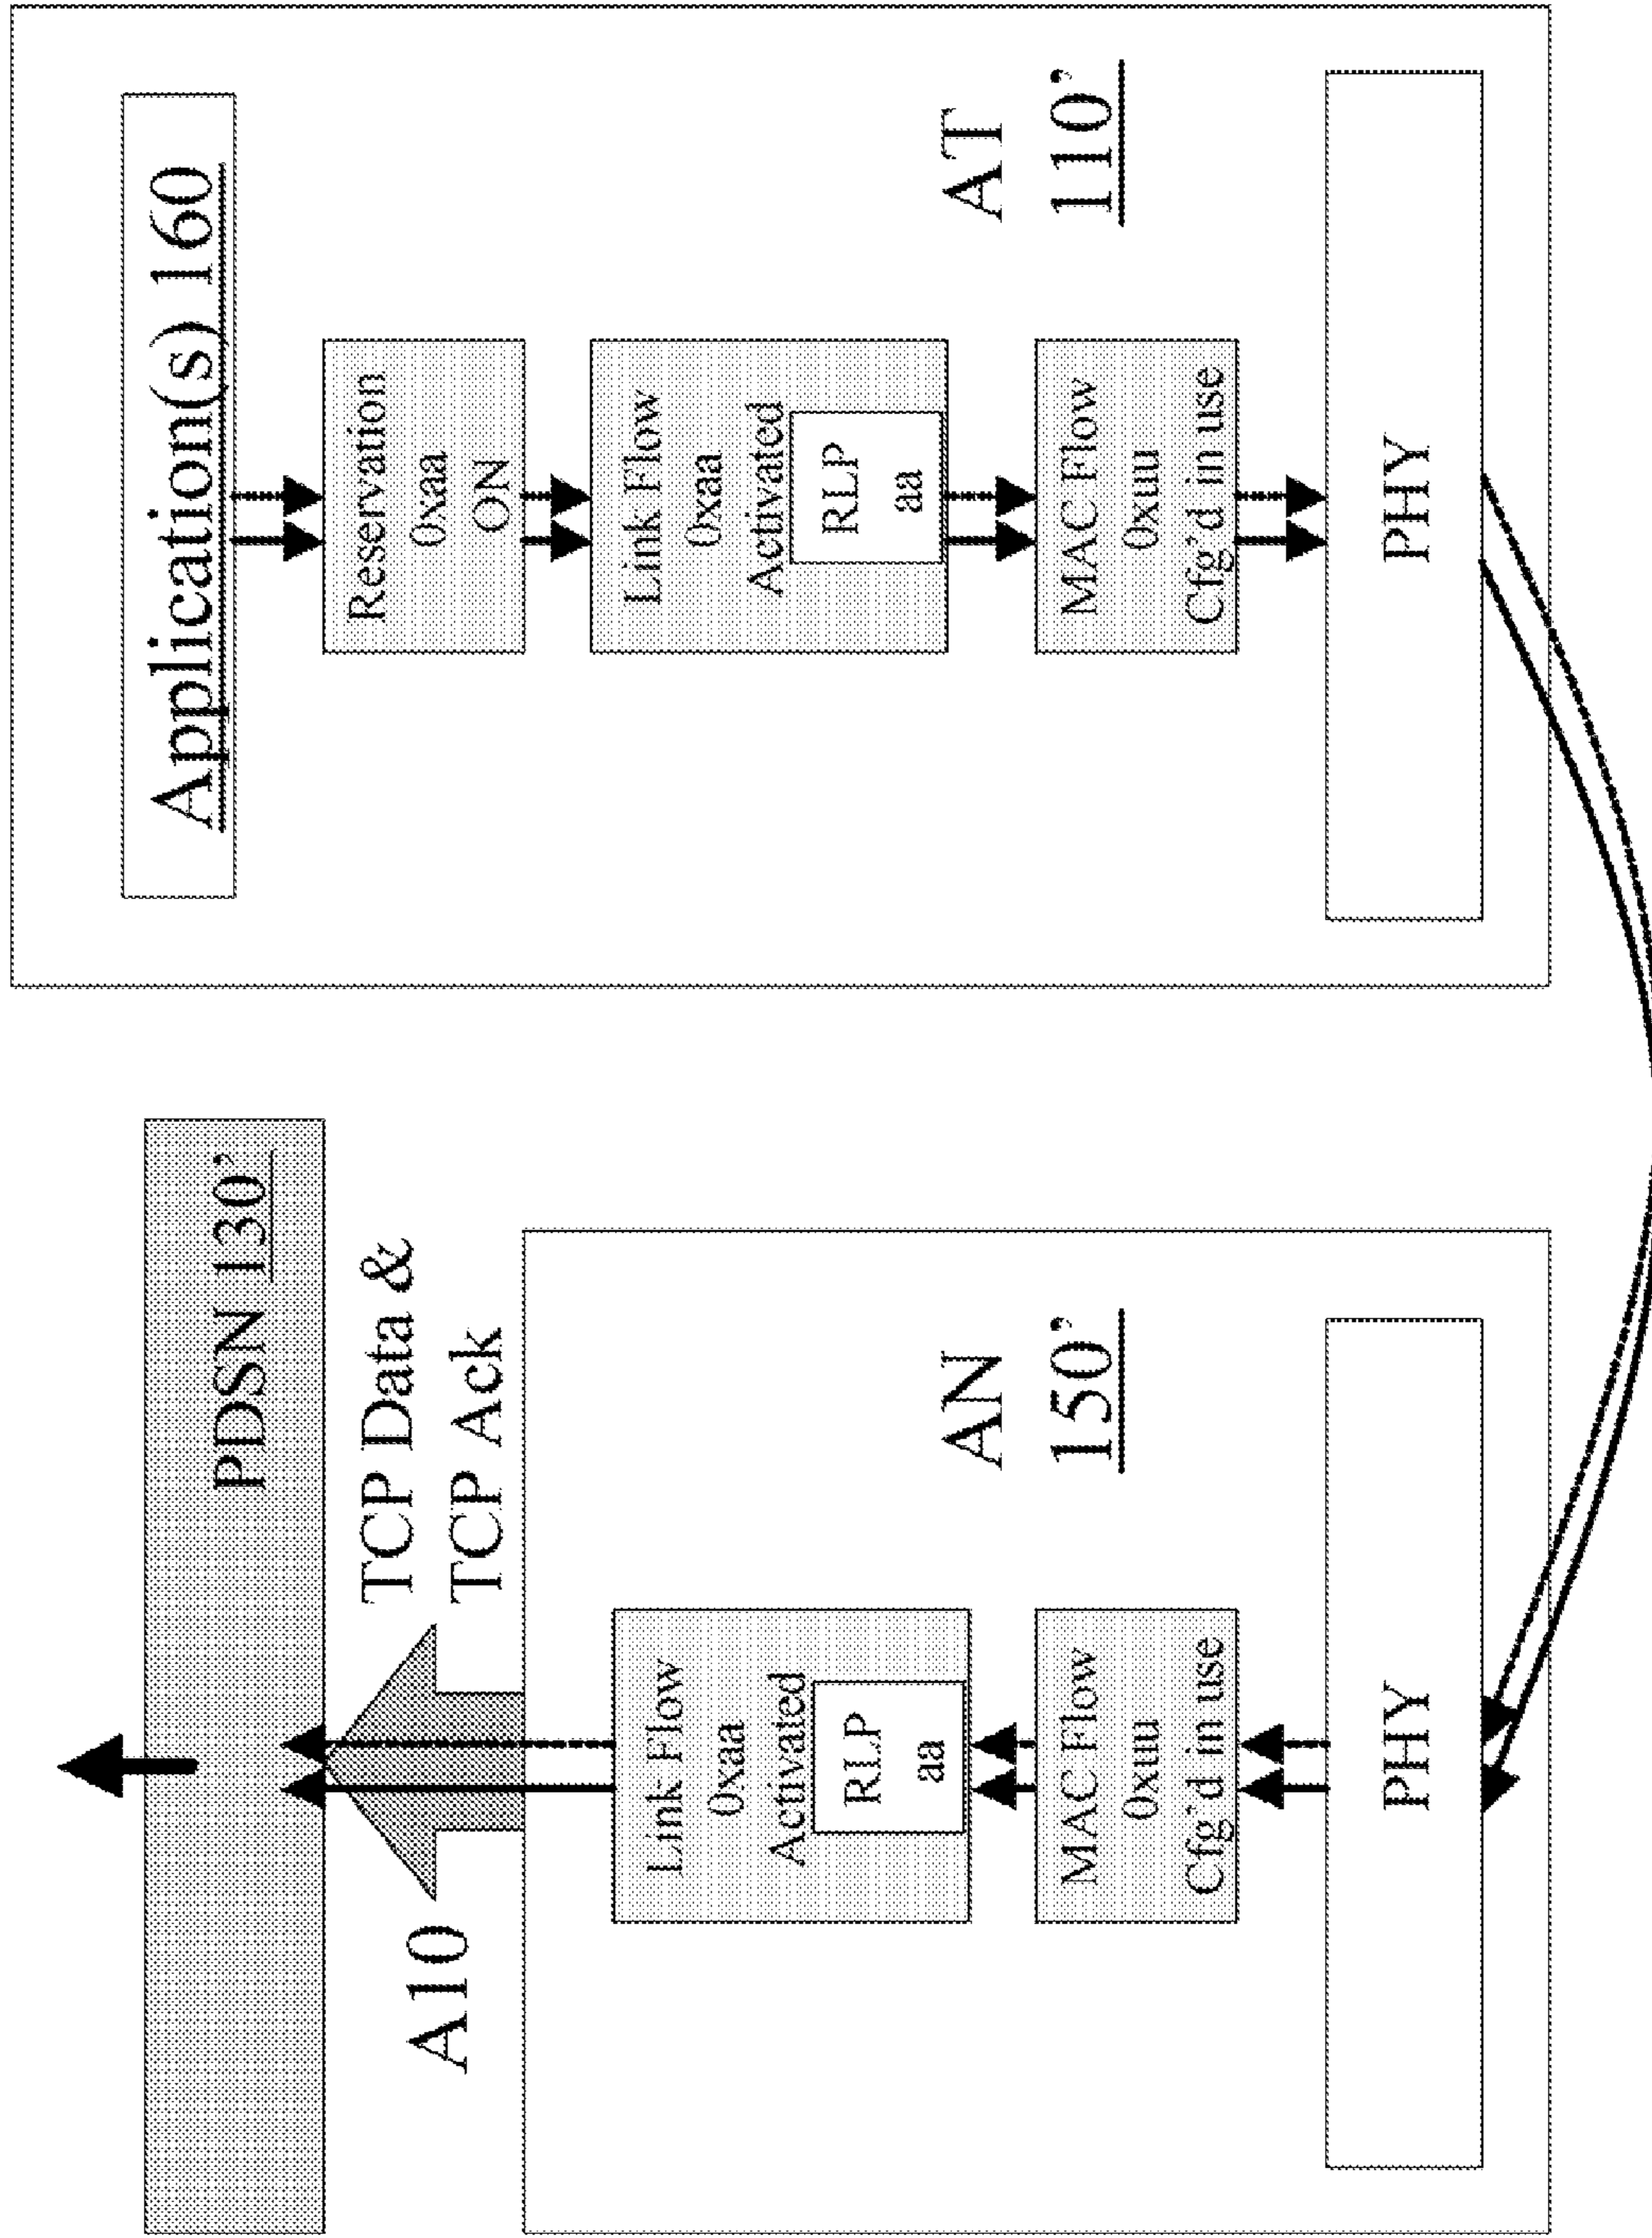 PDSN 130’
A10
TCP Data &
TCP Ack
Link Flow
0xaa
Activated
RLP
aa
MAC Flow
0xuu
Cfg’d in use
PHY
AN
150’
Application(s) 160
Reservation
0xaa
ON
Link Flow
0xaa
Activated
RLP
aa
MAC Flow
0xuu
Cfg’d in use
PHY
AT
110’